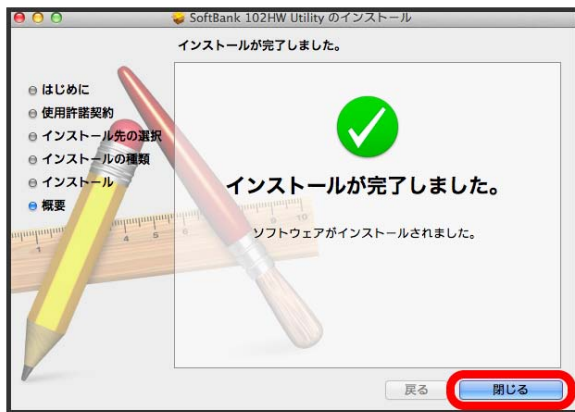 SoftBank 102HW Utility のインストール
インストールが完了しました。
はじめに
使用許諾契約
インストール先の選択
インストールの種類
インストール
概要
インストールが完了しました。
ソフトウェアがインストールされました。
1 4 5 9 10
戻る
閉じる